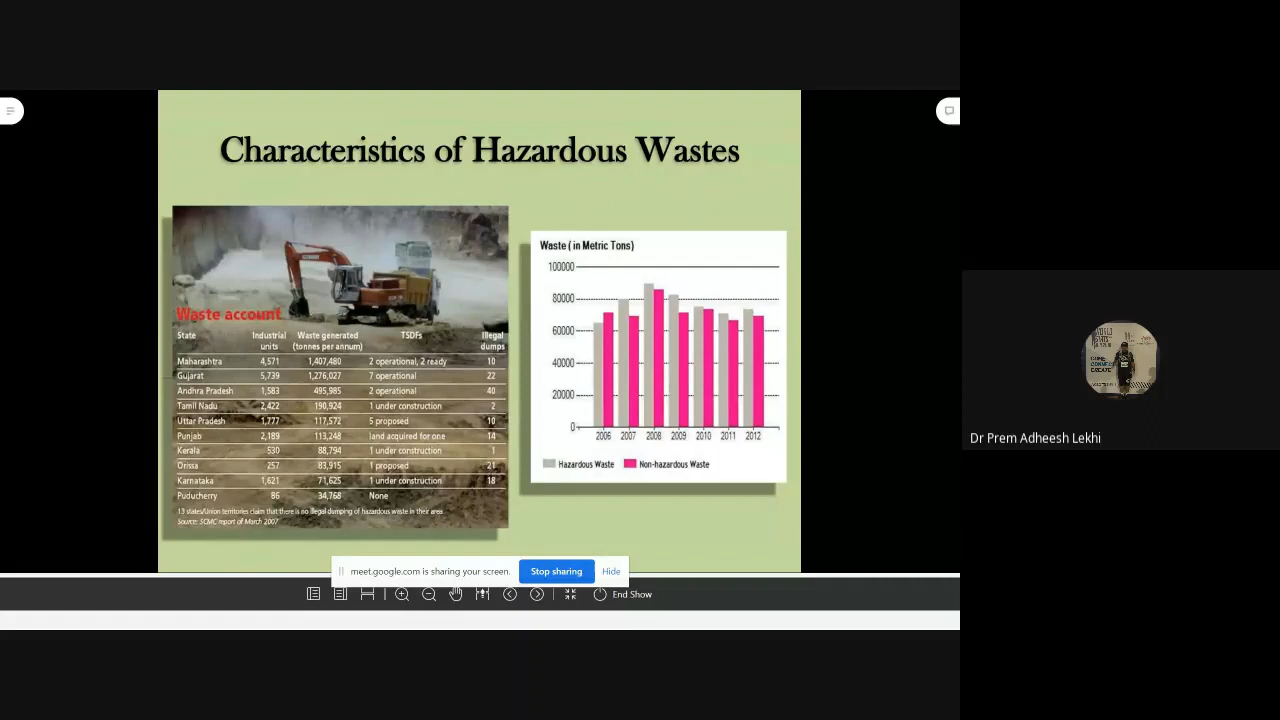 Characteristics of Hazardous Wastes
Waste account
State Industrial units Waste generated (tonnes per annum) TSDFs Illegal dumps
Maharashtra 4,571 1,407,480 2 operational, 2 ready 10
Gujarat 5,739 1,276,027 7 operational 22
Andhra Pradesh 1,583 495,985 2 operational 40
Tamil Nadu 2,422 190,924 1 under construction 2
Uttar Pradesh 1,777 117,572 5 proposed 10
Punjab 2,189 113,248 land acquired for one 14
Kerala 530 88,794 1 under construction 1
Orissa 257 83,915 1 proposed 21
Karnataka 1,621 71,625 1 under construction 18
Puducherry 86 34,768 None
13 states/Union territories claim that there is no illegal dumping of hazardous waste in their area
Source: SCMC report of March 2007
Waste ( in Metric Tons)
100000
80000
60000
40000
20000
0
2006 2007 2008 2009 2010 2011 2012
Hazardous Waste Non-hazardous Waste
meet.google.com is sharing your screen. Stop sharing Hide
End Show
Dr Prem Adheesh Lekhi